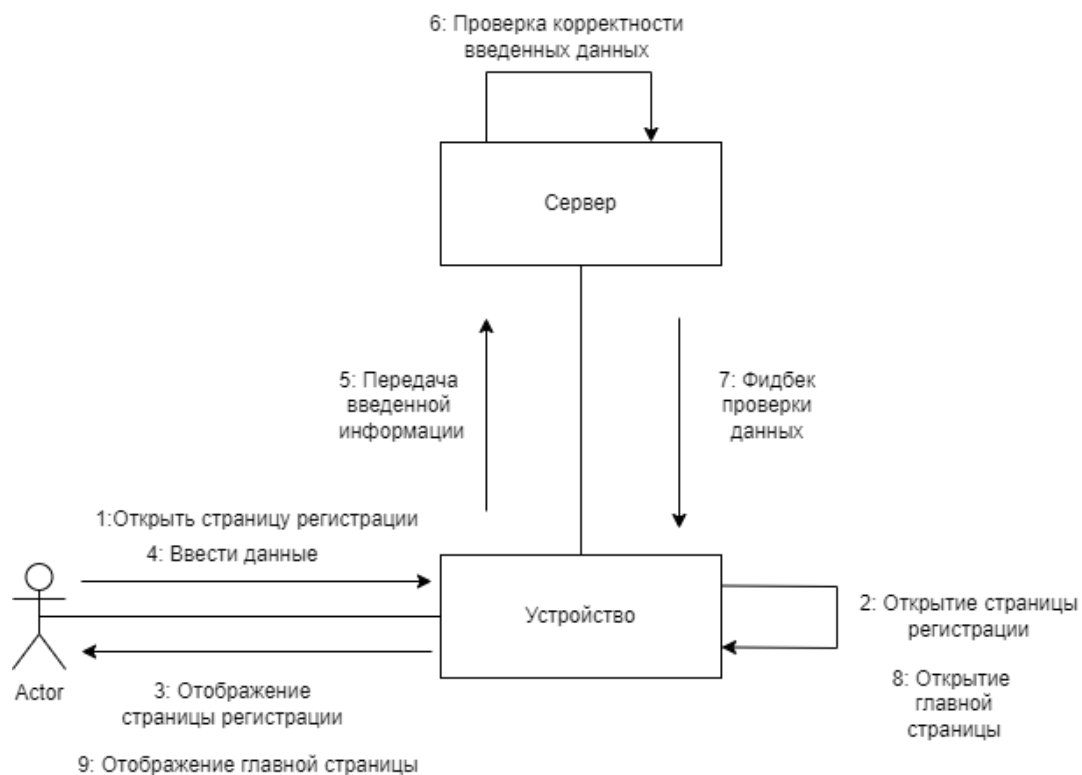 6: Проверка корректности
введенных данных
Сервер
5: Передача
введенной
информации
7: Фидбек
проверки
данных
1:Открыть страницу регистрации
4: Ввести данные
Устройство
2: Открытие страницы
регистрации
Actor
3: Отображение
страницы регистрации
8: Открытие
главной
страницы
9: Отображение главной страницы